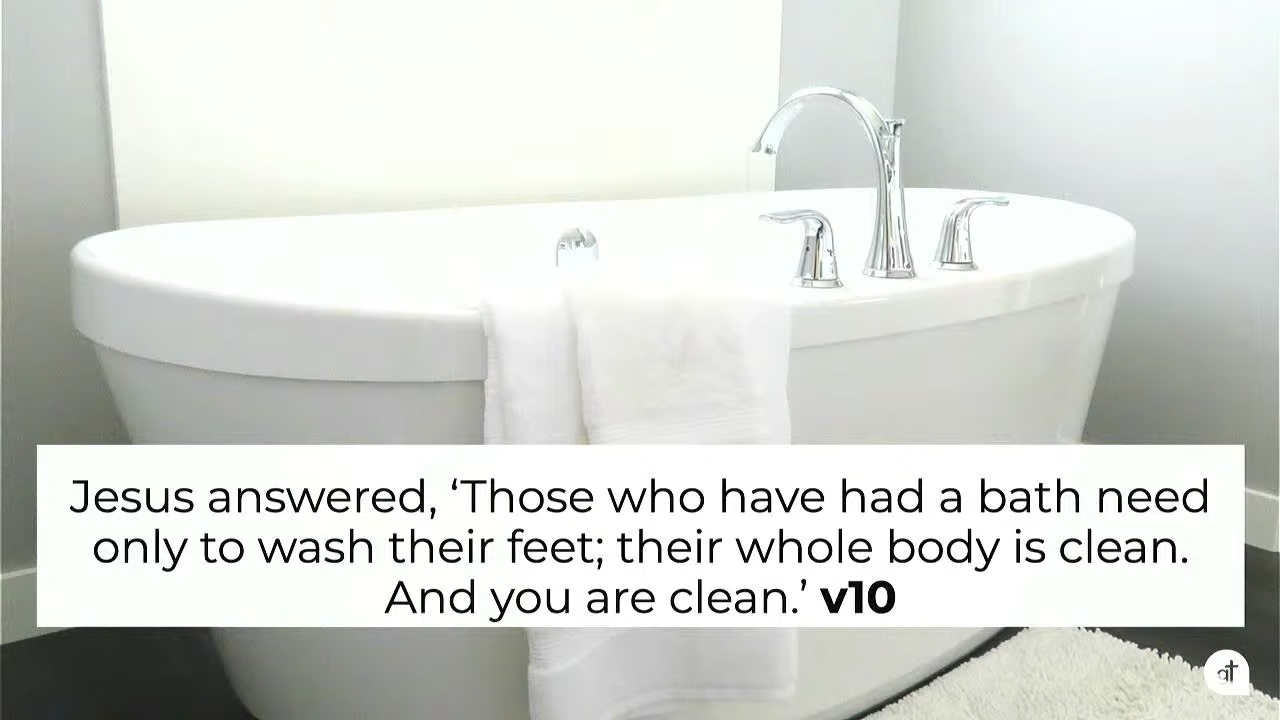 Jesus answered, ‘Those who have had a bath need
only to wash their feet; their whole body is clean.
And you are clean.’ v10